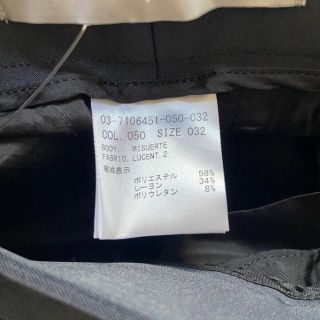 03-7106451-050-032
COL. 050 SIZE 032
BODY. MISUERTE
FABRIC. LUCENT.2
組成表示
ポリエステル 58%
レーヨン 34%
ポリウレタン 8%